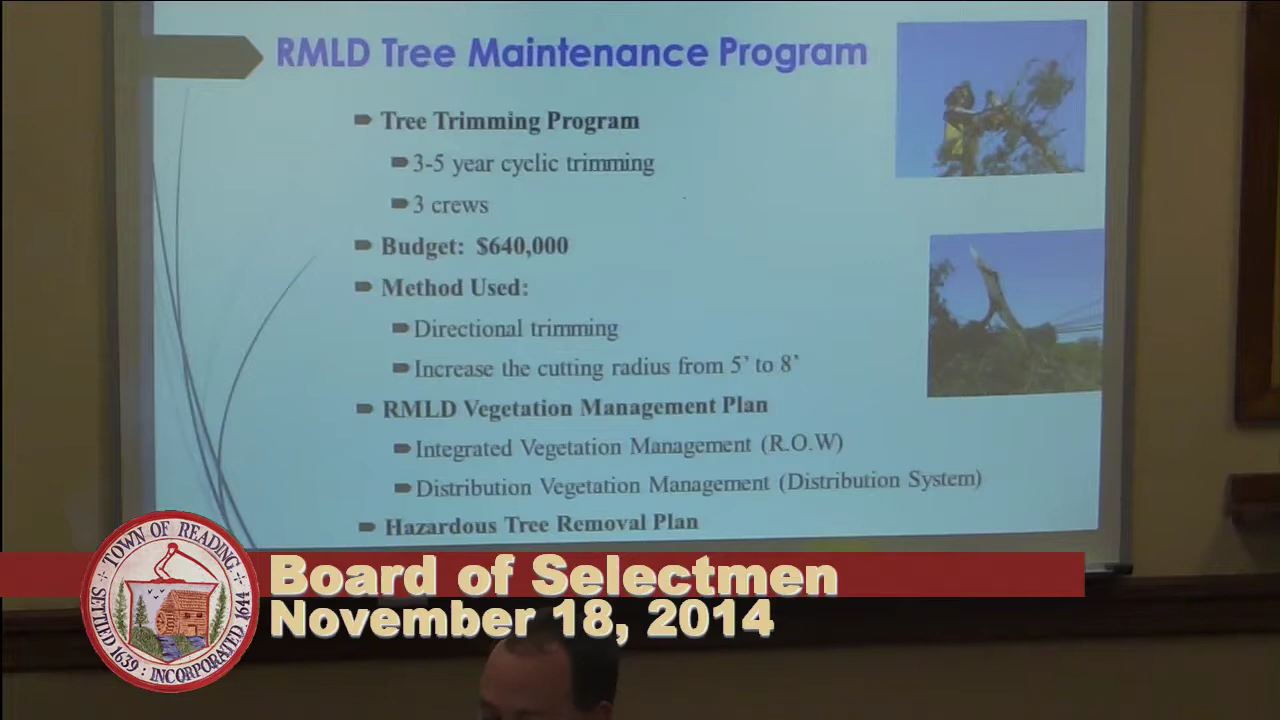 RMLD Tree Maintenance Program
Tree Trimming Program
3-5 year cyclic trimming
3 crews
Budget: $640,000
Method Used:
Directional trimming
Increase the cutting radius from 5' to 8'
RMLD Vegetation Management Plan
Integrated Vegetation Management (R.O.W)
Distribution Vegetation Management (Distribution System)
Hazardous Tree Removal Plan
Board of Selectmen
November 18, 2014
TOWN OF READING
SETTLED 1639 : INCORPORATED 1644